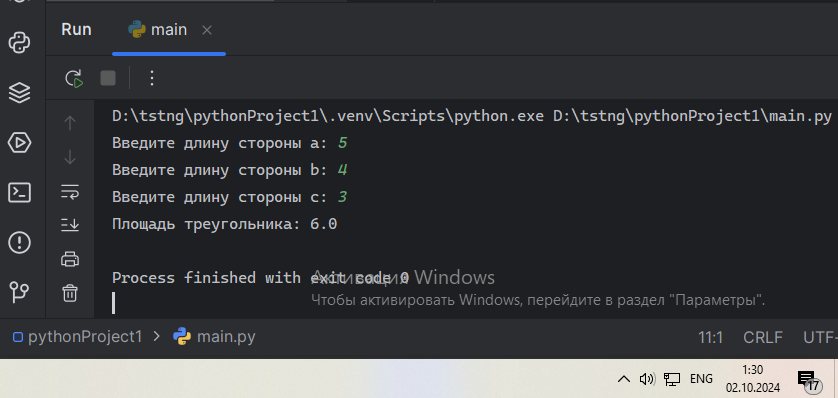 Run
main
D:\tstng\pythonProject1\.venv\Scripts\python.exe D:\tstng\pythonProject1\main.py
Введите длину стороны a: 5
Введите длину стороны b: 4
Введите длину стороны c: 3
Площадь треугольника: 6.0
Process finished with exit code 0
Активация Windows
Чтобы активировать Windows, перейдите в раздел "Параметры".
pythonProject1 > main.py
11:1 CRLF UTF-
ENG
1:30
02.10.2024
17